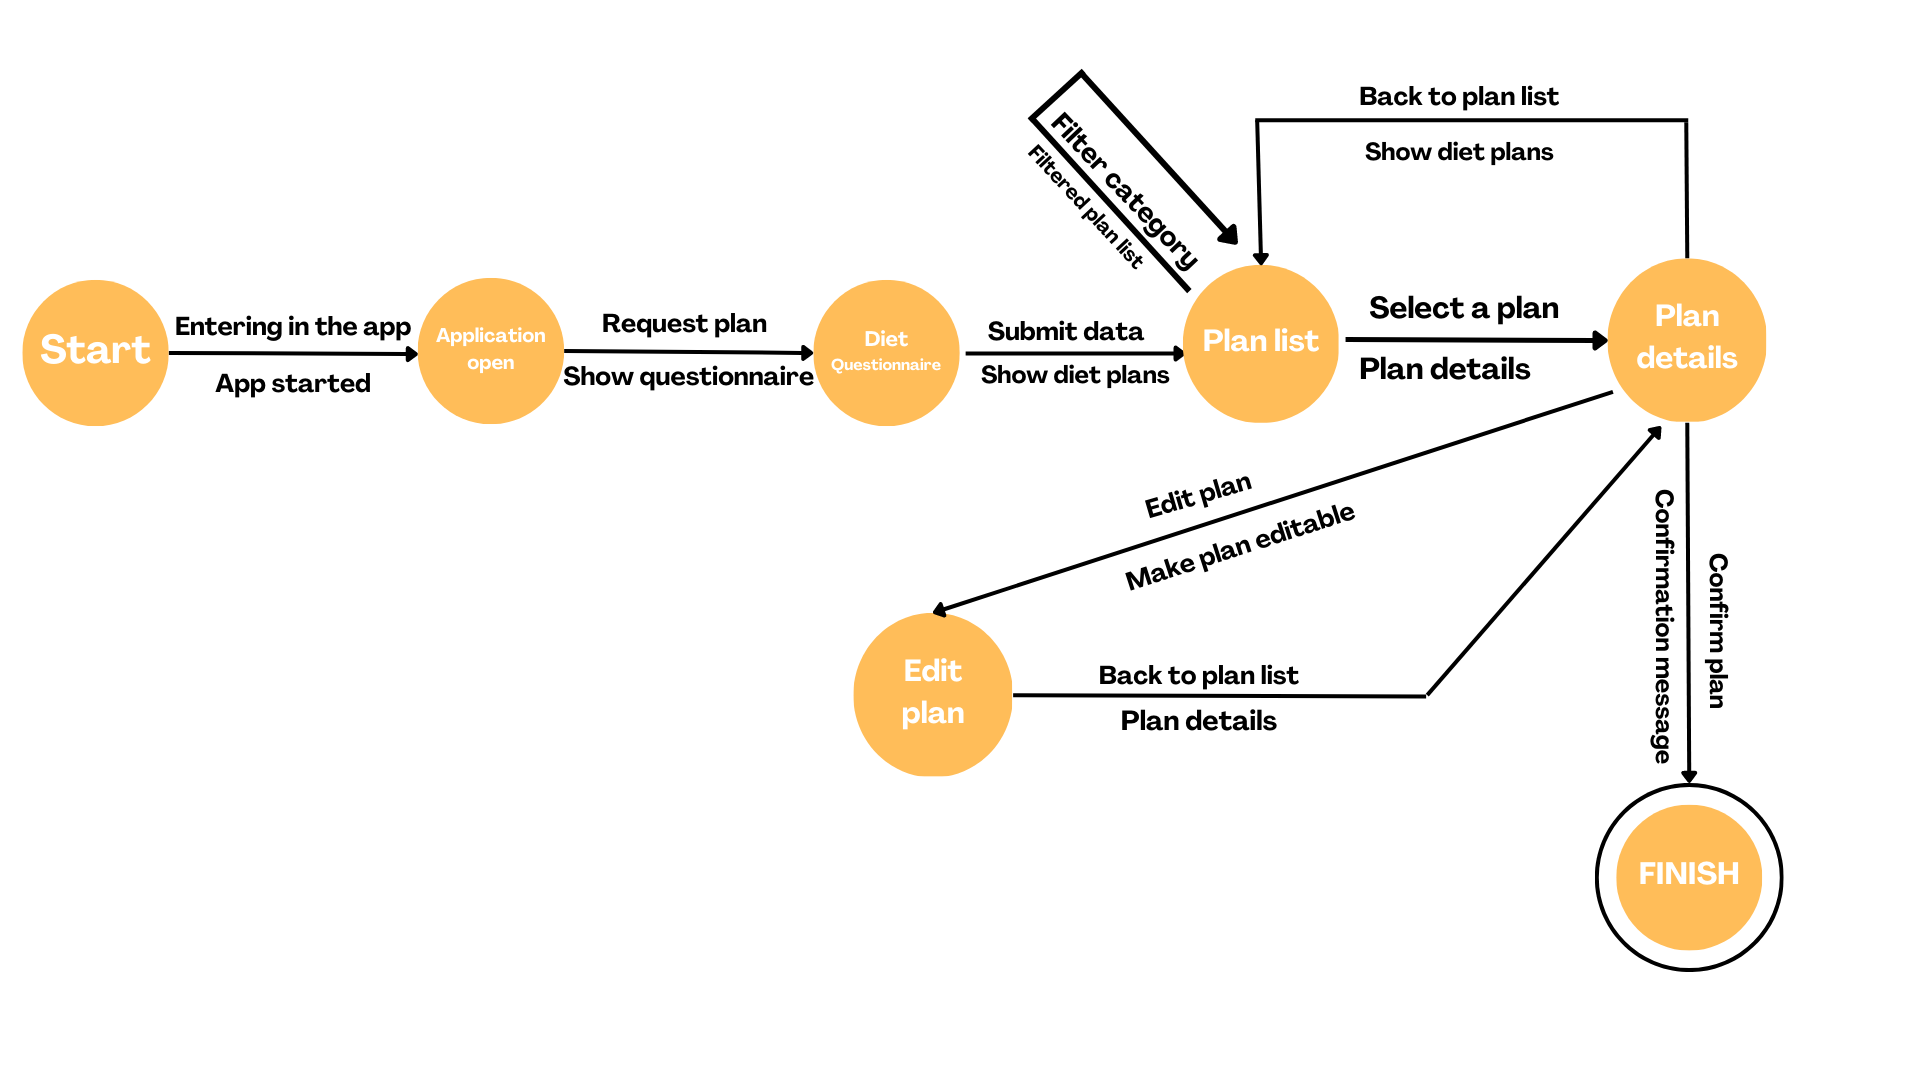 Back to plan list
Show diet plans
Filter category
Filtered plan list
Start
Entering in the app
App started
Application
open
Request plan
Show questionnaire
Diet
Questionnaire
Submit data
Show diet plans
Plan list
Select a plan
Plan details
Plan
details
Edit plan
Make plan editable
Confirmation message
Confirm plan
Edit
plan
Back to plan list
Plan details
FINISH